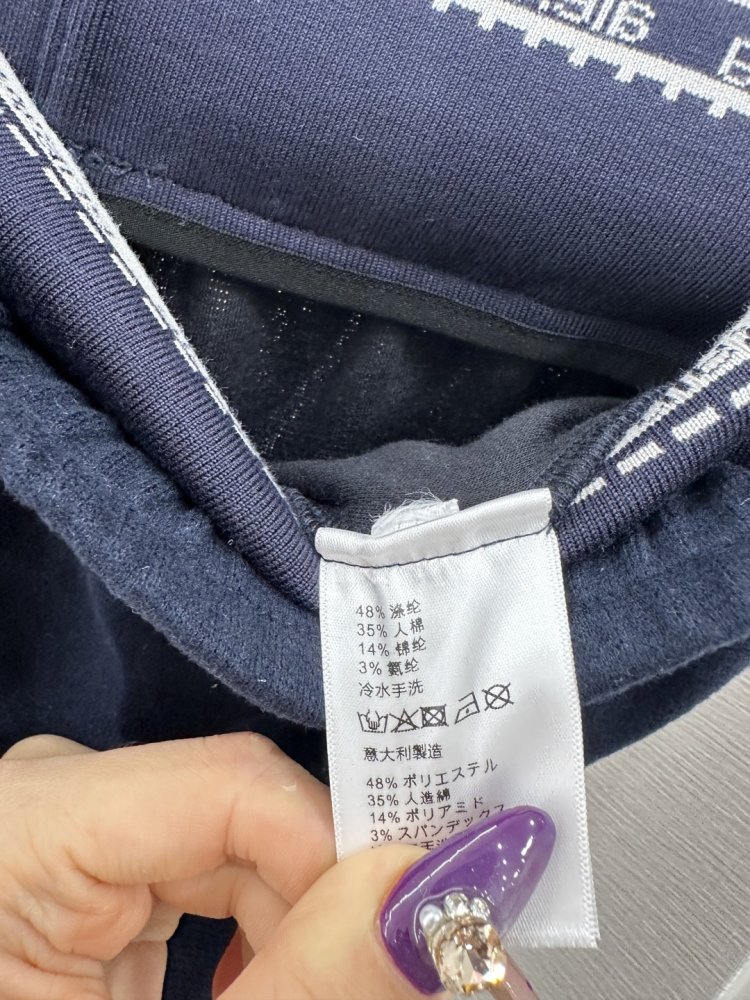 48% 涤纶
35% 人棉
14% 锦纶
3% 氨纶
冷水手洗
意大利製造
48% ポリエステル
35% 人造綿
14% ポリアミド
3% スパンデックス